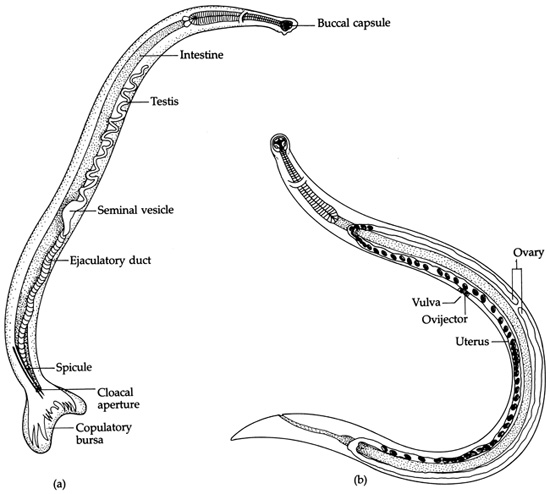 Buccal capsule
Intestine
Testis
Seminal vesicle
Ejaculatory duct
Spicule
Cloacal
aperture
Copulatory
bursa
(a)
Ovary
Vulva
Ovijector
Uterus
(b)